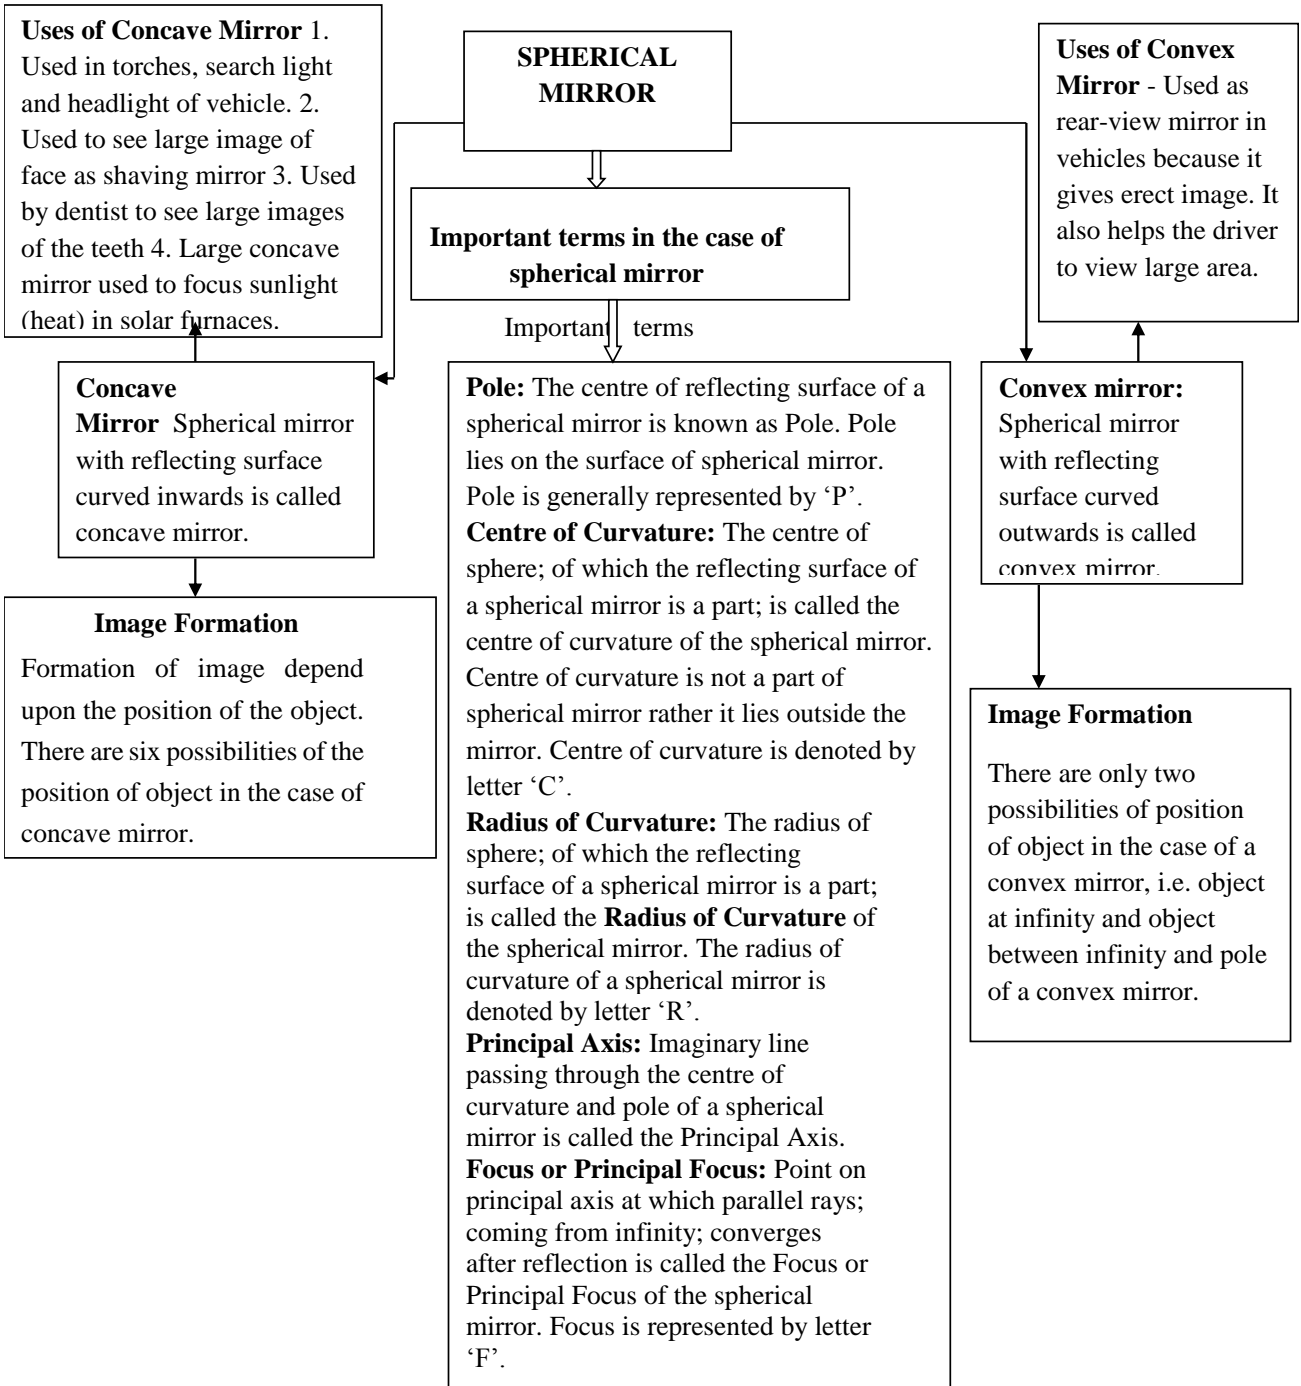 Uses of Concave Mirror 1.
Used in torches, search light
and headlight of vehicle. 2.
Used to see large image of
face as shaving mirror 3. Used
by dentist to see large images
of the teeth 4. Large concave
mirror used to focus sunlight
(heat) in solar furnaces.
SPHERICAL
MIRROR
Uses of Convex
Mirror - Used as
rear-view mirror in
vehicles because it
gives erect image. It
also helps the driver
to view large area.
Important terms in the case of
spherical mirror
Important terms
Concave
Mirror Spherical mirror
with reflecting surface
curved inwards is called
concave mirror.
Pole: The centre of reflecting surface of a
spherical mirror is known as Pole. Pole
lies on the surface of spherical mirror.
Pole is generally represented by ‘P’.
Centre of Curvature: The centre of
sphere; of which the reflecting surface of
a spherical mirror is a part; is called the
centre of curvature of the spherical mirror.
Centre of curvature is not a part of
spherical mirror rather it lies outside the
mirror. Centre of curvature is denoted by
letter ‘C’.
Radius of Curvature: The radius of
sphere; of which the reflecting
surface of a spherical mirror is a part;
is called the Radius of Curvature of
the spherical mirror. The radius of
curvature of a spherical mirror is
denoted by letter ‘R’.
Principal Axis: Imaginary line
passing through the centre of
curvature and pole of a spherical
mirror is called the Principal Axis.
Focus or Principal Focus: Point on
principal axis at which parallel rays;
coming from infinity; converges
after reflection is called the Focus or
Principal Focus of the spherical
mirror. Focus is represented by letter
‘F’.
Convex mirror:
Spherical mirror
with reflecting
surface curved
outwards is called
convex mirror.
Image Formation
Formation of image depend
upon the position of the object.
There are six possibilities of the
position of object in the case of
concave mirror.
Image Formation
There are only two
possibilities of position
of object in the case of a
convex mirror, i.e. object
at infinity and object
between infinity and pole
of a convex mirror.